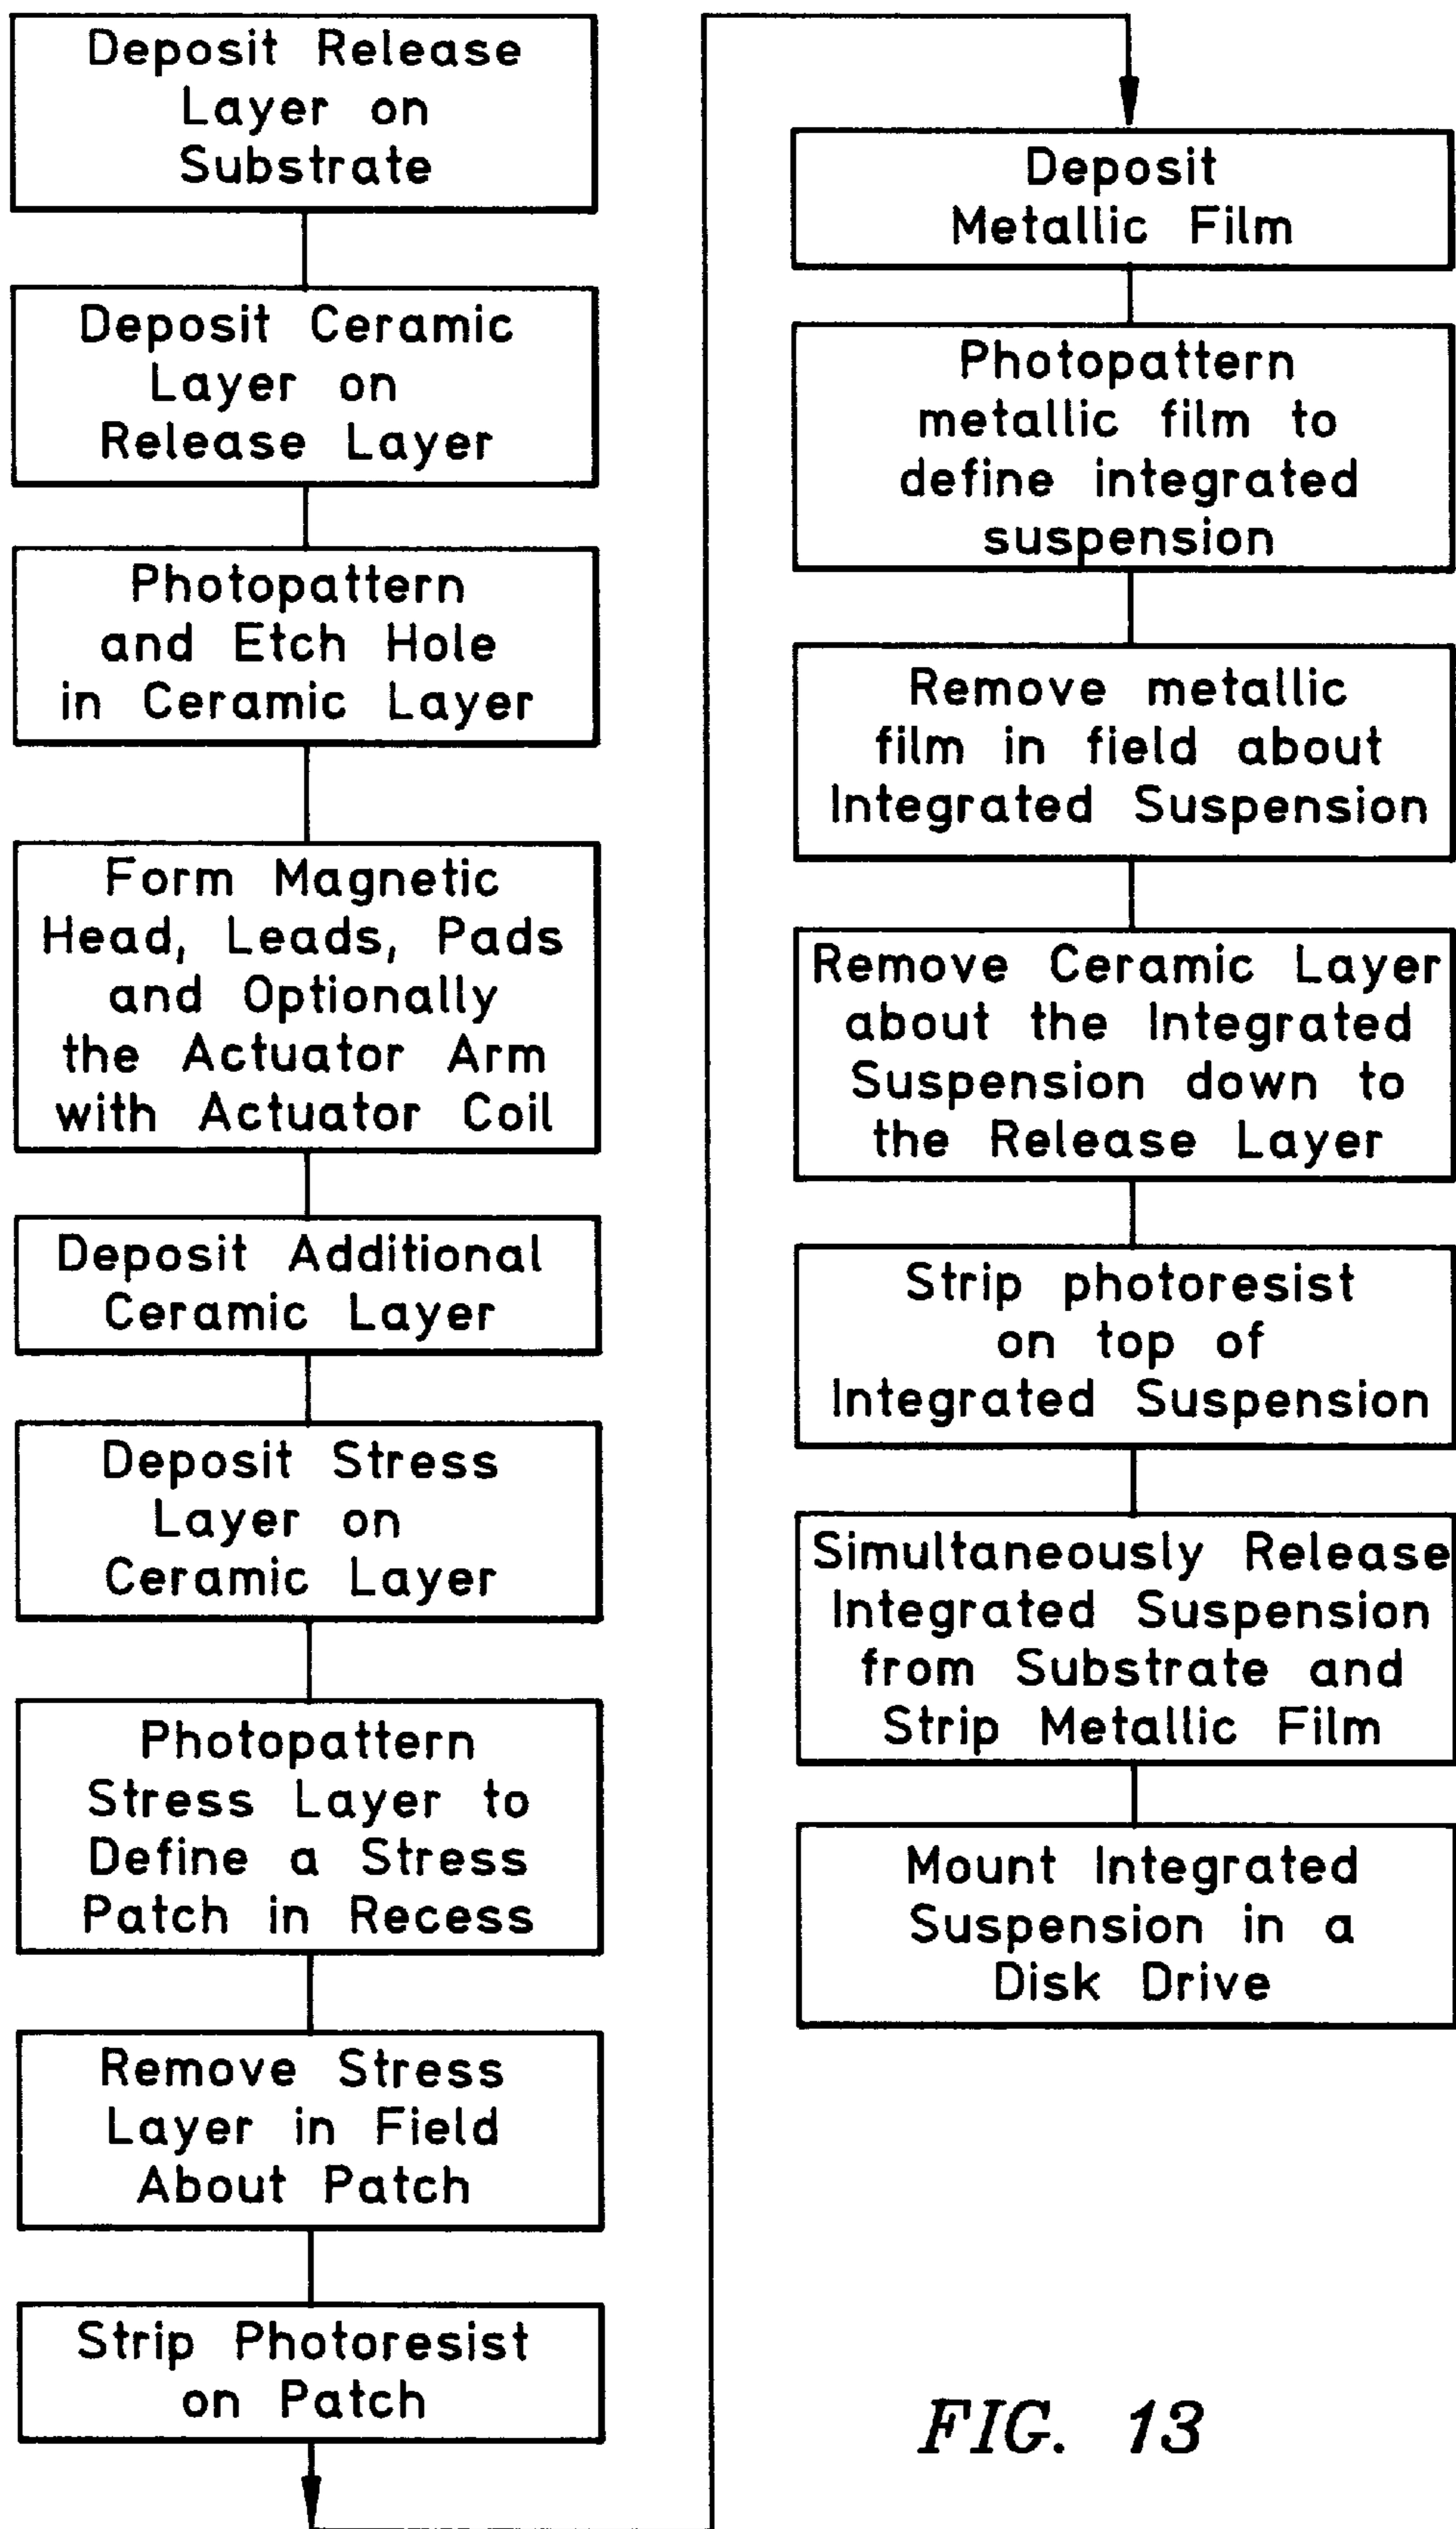 Deposit Release
Layer on
Substrate
Deposit Ceramic
Layer on
Release Layer
Photopattern
and Etch Hole
in Ceramic Layer
Form Magnetic
Head, Leads, Pads
and Optionally
the Actuator Arm
with Actuator Coil
Deposit Additional
Ceramic Layer
Deposit Stress
Layer on
Ceramic Layer
Photopattern
Stress Layer to
Define a Stress
Patch in Recess
Remove Stress
Layer in Field
About Patch
Strip Photoresist
on Patch
Deposit
Metallic Film
Photopattern
metallic film to
define integrated
suspension
Remove metallic
film in field about
Integrated Suspension
Remove Ceramic Layer
about the Integrated
Suspension down to
the Release Layer
Strip photoresist
on top of
Integrated Suspension
Simultaneously Release
Integrated Suspension
from Substrate and
Strip Metallic Film
Mount Integrated
Suspension in a
Disk Drive
FIG. 13